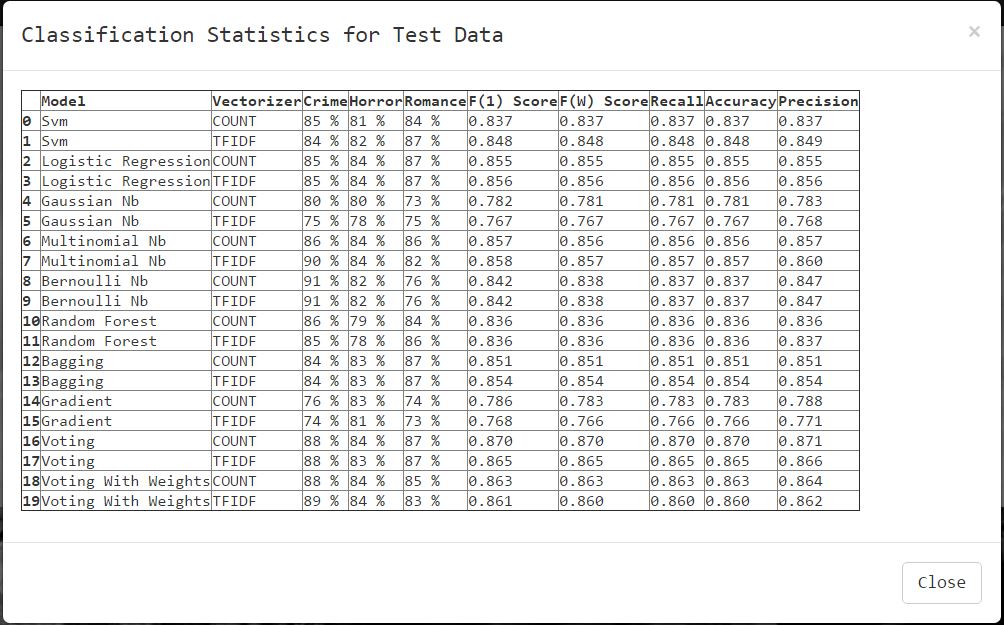 Classification Statistics for Test Data
×
Model Vectorizer Crime Horror Romance F(1) Score F(W) Score Recall Accuracy Precision
0 Svm COUNT 85 % 81 % 84 % 0.837 0.837 0.837 0.837 0.837
1 Svm TFIDF 84 % 82 % 87 % 0.848 0.848 0.848 0.848 0.849
2 Logistic Regression COUNT 85 % 84 % 87 % 0.855 0.855 0.855 0.855 0.855
3 Logistic Regression TFIDF 85 % 84 % 87 % 0.856 0.856 0.856 0.856 0.856
4 Gaussian Nb COUNT 80 % 80 % 73 % 0.782 0.781 0.781 0.781 0.783
5 Gaussian Nb TFIDF 75 % 78 % 75 % 0.767 0.767 0.767 0.767 0.768
6 Multinomial Nb COUNT 86 % 84 % 86 % 0.857 0.856 0.856 0.856 0.857
7 Multinomial Nb TFIDF 90 % 84 % 82 % 0.858 0.857 0.857 0.857 0.860
8 Bernoulli Nb COUNT 91 % 82 % 76 % 0.842 0.838 0.837 0.837 0.847
9 Bernoulli Nb TFIDF 91 % 82 % 76 % 0.842 0.838 0.837 0.837 0.847
10 Random Forest COUNT 86 % 79 % 84 % 0.836 0.836 0.836 0.836 0.836
11 Random Forest TFIDF 85 % 78 % 86 % 0.836 0.836 0.836 0.836 0.837
12 Bagging COUNT 84 % 83 % 87 % 0.851 0.851 0.851 0.851 0.851
13 Bagging TFIDF 84 % 83 % 87 % 0.854 0.854 0.854 0.854 0.854
14 Gradient COUNT 76 % 83 % 74 % 0.786 0.783 0.783 0.783 0.788
15 Gradient TFIDF 74 % 81 % 73 % 0.768 0.766 0.766 0.766 0.771
16 Voting COUNT 88 % 84 % 87 % 0.870 0.870 0.870 0.870 0.871
17 Voting TFIDF 88 % 83 % 87 % 0.865 0.865 0.865 0.865 0.866
18 Voting With Weights COUNT 88 % 84 % 85 % 0.863 0.863 0.863 0.863 0.864
19 Voting With Weights TFIDF 89 % 84 % 83 % 0.861 0.860 0.860 0.860 0.862
Close